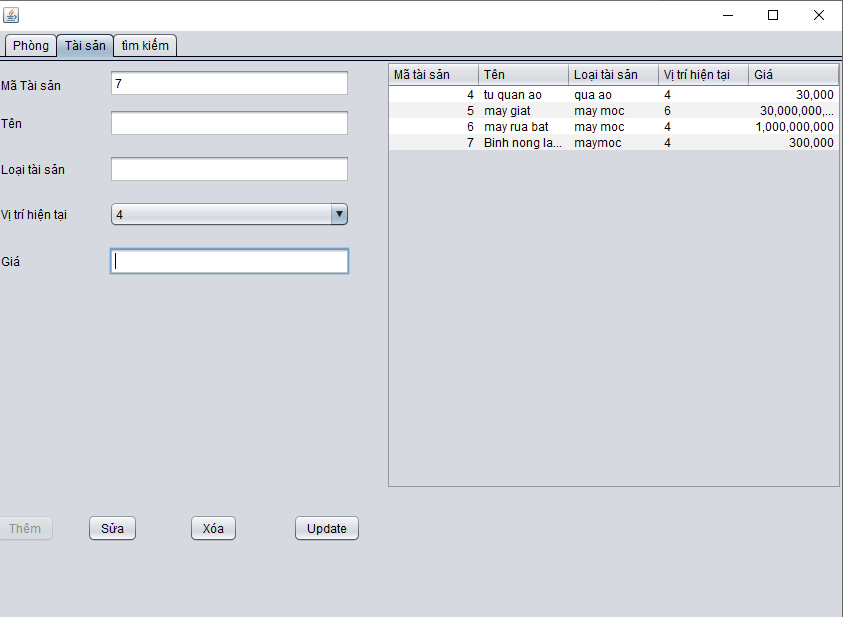 Phòng Tài sản tìm kiếm
Mã Tài sản 7
Tên
Loại tài sản
Vị trí hiện tại 4
Giá
Thêm Sửa Xóa Update
Mã tài sản Tên Loại tài sản Vị trí hiện tại Giá
4 tu quan ao qua ao 4 30,000
5 may giat may moc 6 30,000,000,...
6 may rua bat may moc 4 1,000,000,000
7 Binh nong la... maymoc 4 300,000